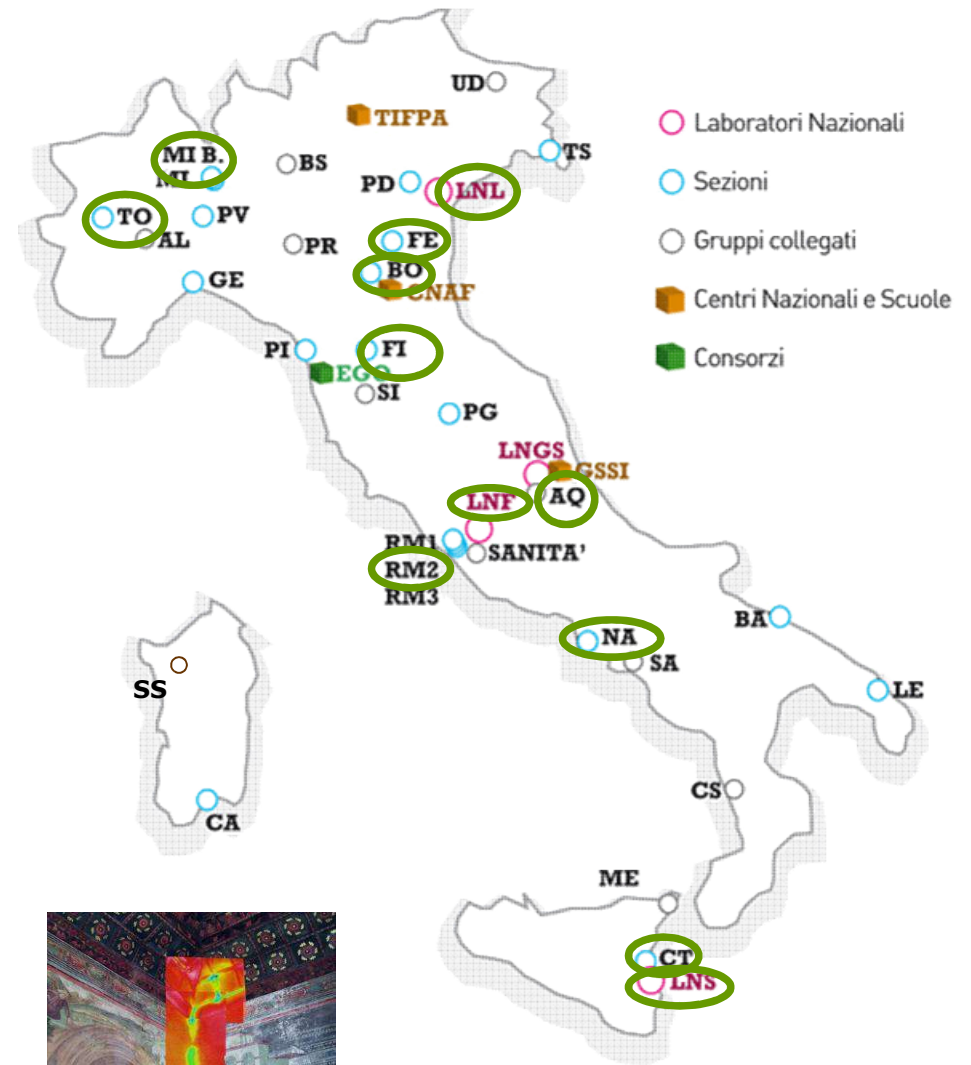 UD
TIFPA
Laboratori Nazionali
MI B.
BS
TS
MI
PD
LNL
Sezioni
TO
PV
AL
PR
FE
Gruppi collegati
BO
GE
CNAF
Centri Nazionali e Scuole
PI
FI
EGO
Consorzi
SI
PG
LNGS
GSSI
LNF
AQ
RM1
SANITA'
RM2
RM3
BA
NA
SA
SS
LE
CS
CA
ME
CT
LNS